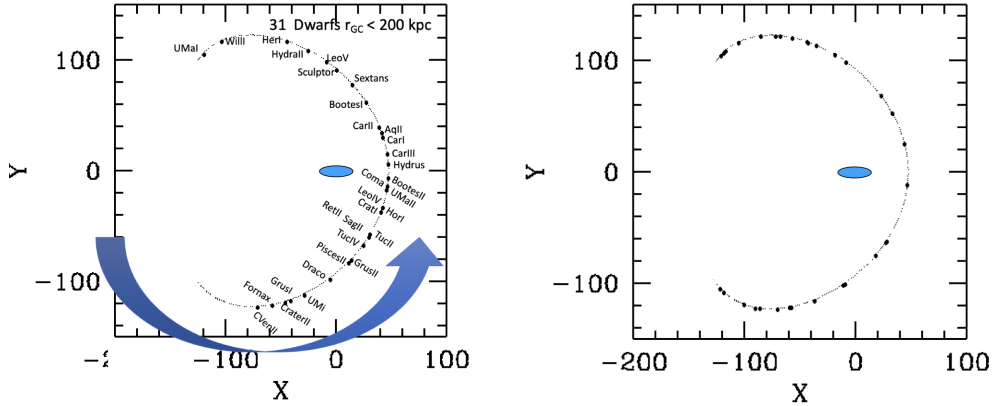 31 Dwarfs rGC < 200 kpc
UMaI
WilII
HerI
HydraII
LeoV
Sculptor
Sextans
BootesI
CarII
AqII
CarI
CarIII
Hydrus
Coma
BootesII
UMaII
LeoIV
CratI
HorI
RetII
SagII
TucII
TucIV
PiscesII
GrusII
Draco
GrusI
UMi
Fornax
CraterII
CVenII
Y
100
0
−100
−100
0
100
X
Y
100
0
−100
−200
−100
0
100
X